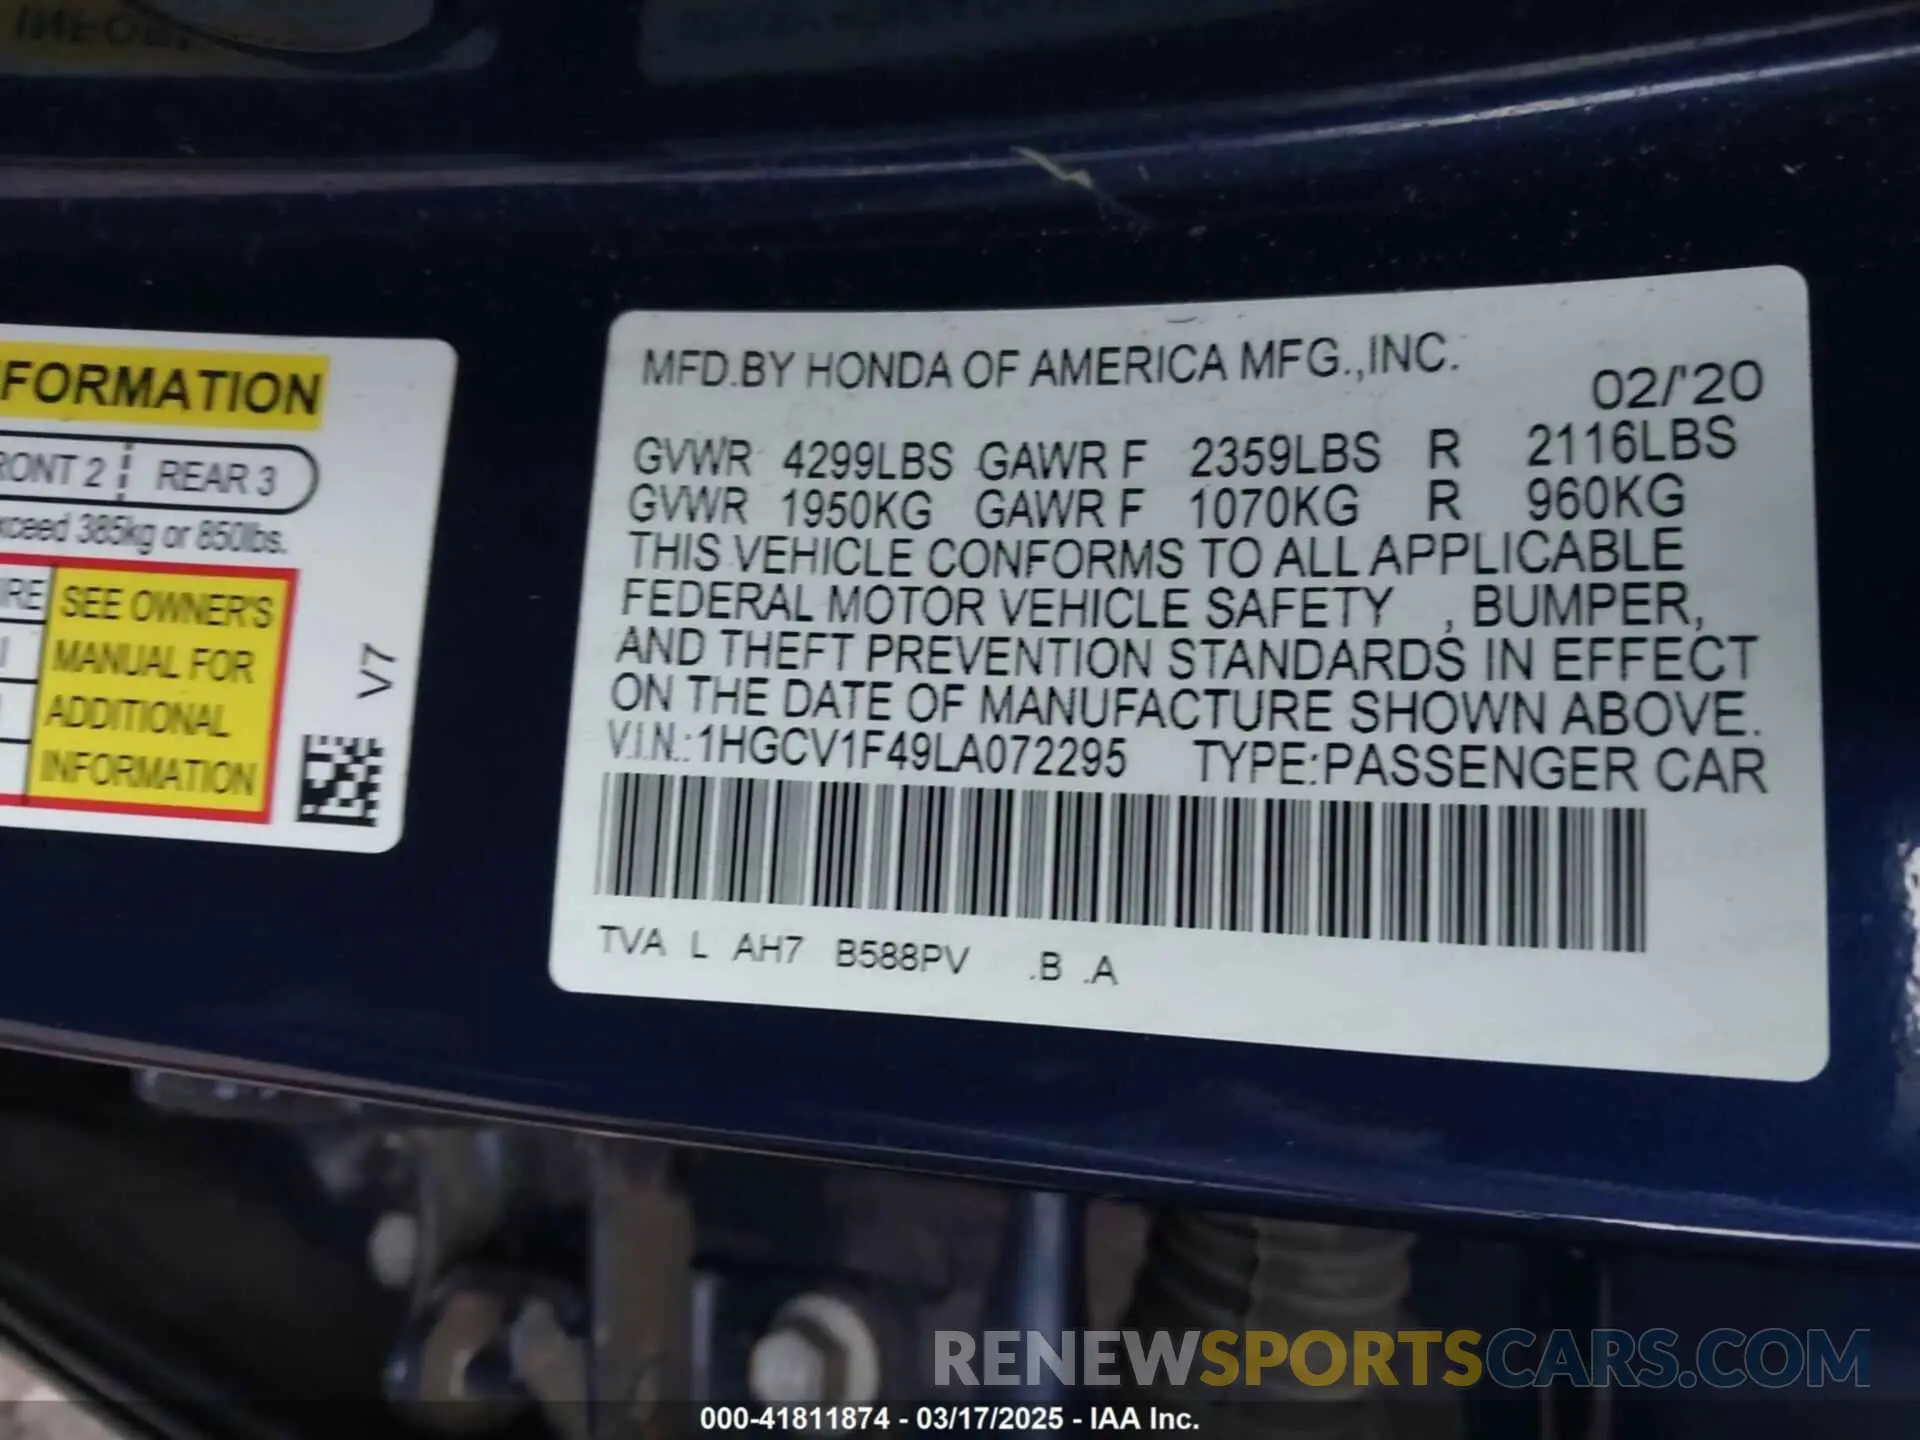 FORMATION
FRONT 2 REAR 3
exceed 385kg or 850lbs.
SEE OWNER'S
MANUAL FOR
ADDITIONAL
INFORMATION
V7
MFD.BY HONDA OF AMERICA MFG.,INC.
02/'20
GVWR 4299LBS GAWR F 2359LBS R 2116LBS
GVWR 1950KG GAWR F 1070KG R 960KG
THIS VEHICLE CONFORMS TO ALL APPLICABLE
FEDERAL MOTOR VEHICLE SAFETY , BUMPER,
AND THEFT PREVENTION STANDARDS IN EFFECT
ON THE DATE OF MANUFACTURE SHOWN ABOVE.
V.I.N.:1HGCV1F49LA072295 TYPE:PASSENGER CAR
TVA L AH7 B588PV .B .A
RENEWSPORTSCARS.COM
000-41811874 - 03/17/2025 - IAA Inc.